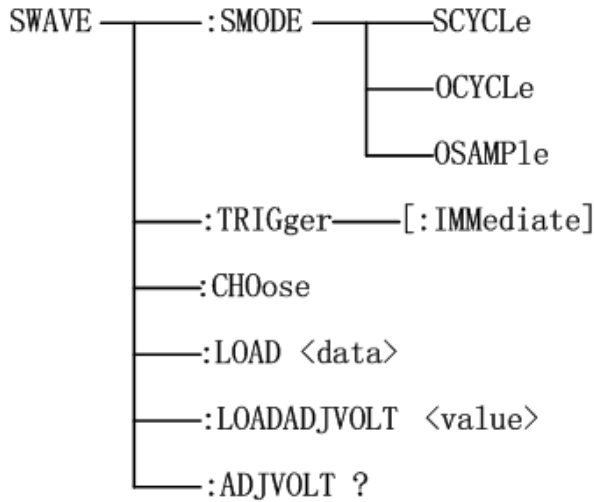 SWAVE :SMODE SCYCLe
OCYCLe
OSAMPle
:TRIGger [:IMMediate]
:CHOose
:LOAD <data>
:LOADADJVOLT <value>
:ADJVOLT ?